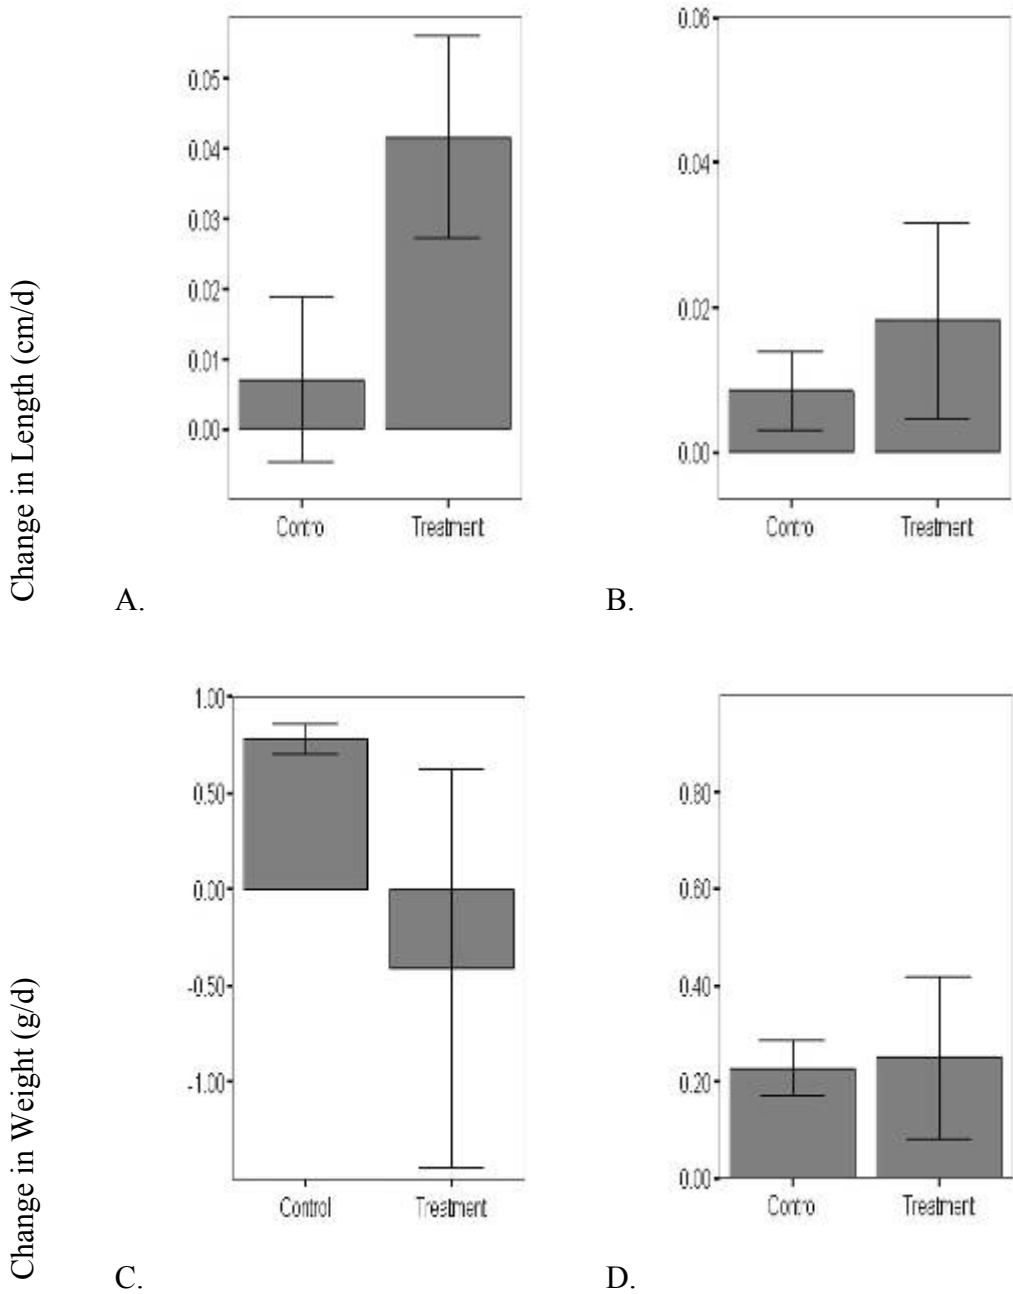 Change in Length (cm/d)
0.05
0.04
0.03
0.02
0.01
0.00
Contro
Treatment
A.
0.06
0.04
0.02
0.00
Contro
Treatment
B.
Change in Weight (g/d)
1.00
0.50
0.00
-0.50
-1.00
Control
Treatment
C.
0.80
0.60
0.40
0.20
0.00
Contro
Treatment
D.